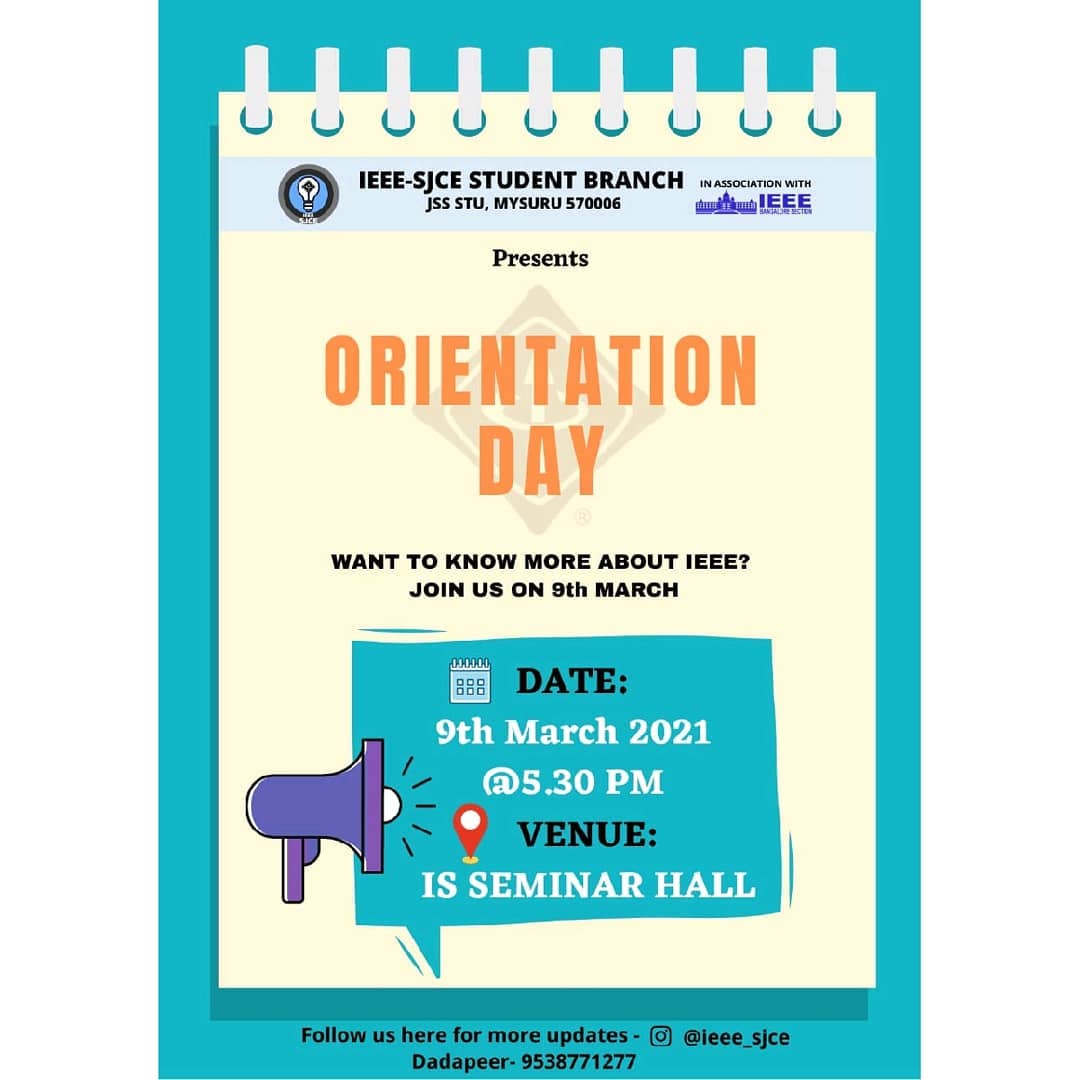 IEEE-SJCE STUDENT BRANCH
JSS STU, MYSURU 570006
IEEE
SJCE
IN ASSOCIATION WITH
IEEE
BANGALORE SECTION
Presents
ORIENTATION
DAY
®
WANT TO KNOW MORE ABOUT IEEE?
JOIN US ON 9th MARCH
DATE:
9th March 2021
@5.30 PM
VENUE:
IS SEMINAR HALL
Follow us here for more updates - @ieee_sjce
Dadapeer- 9538771277